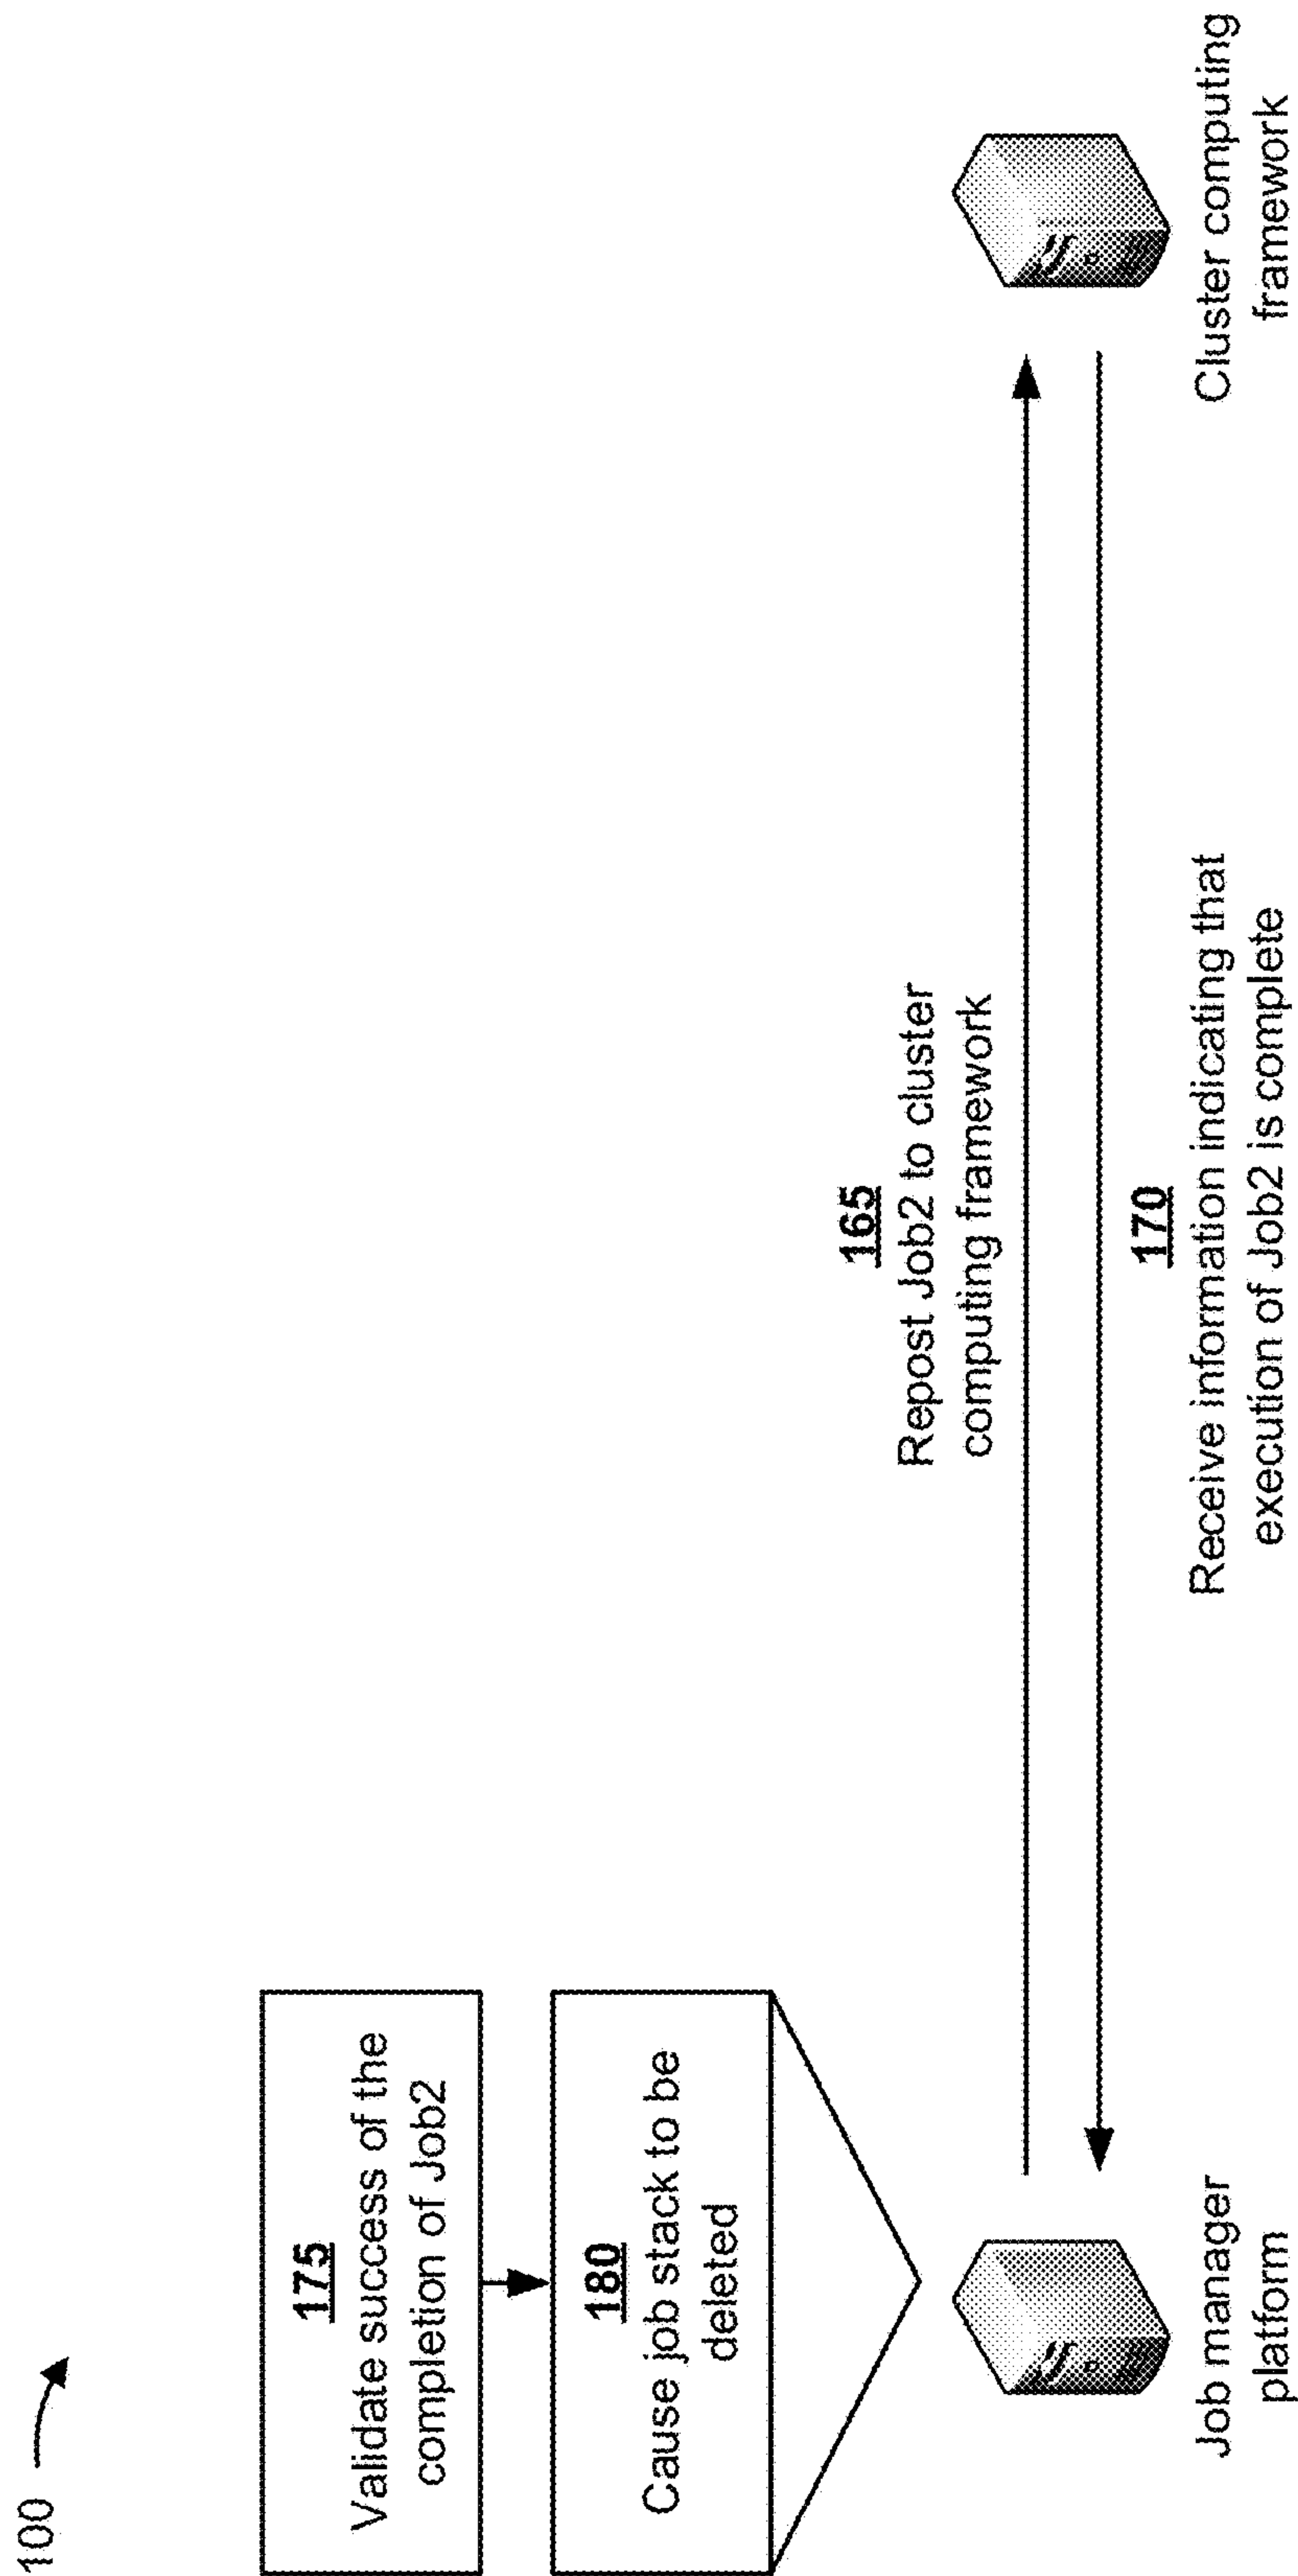 100
175
Validate success of the
completion of Job2
180
Cause job stack to be
deleted
165
Repost Job2 to cluster
computing framework
170
Receive information indicating that
execution of Job2 is complete
Job manager
platform
Cluster computing
framework